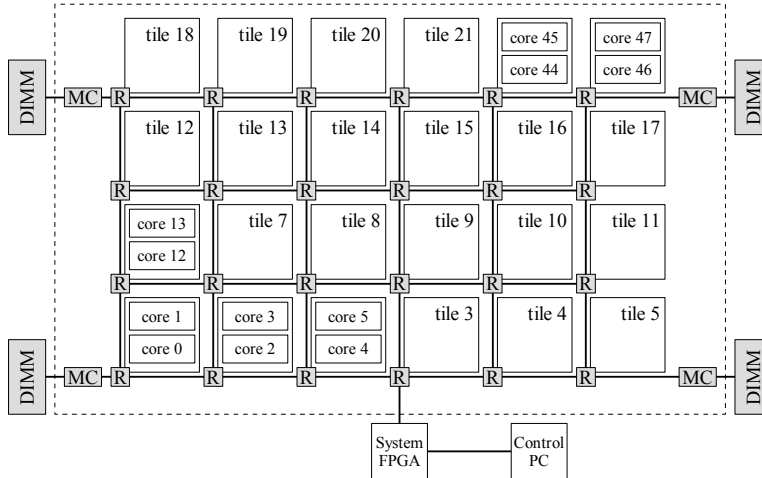 tile 18
tile 19
tile 20
tile 21
core 45
core 44
core 47
core 46
DIMM
MC
R
R
R
R
R
R
MC
DIMM
tile 12
tile 13
tile 14
tile 15
tile 16
tile 17
R
R
R
R
R
R
core 13
core 12
tile 7
tile 8
tile 9
tile 10
tile 11
R
R
R
R
R
R
core 1
core 0
core 3
core 2
core 5
core 4
tile 3
tile 4
tile 5
DIMM
MC
R
R
R
R
R
R
MC
DIMM
System
FPGA
Control
PC